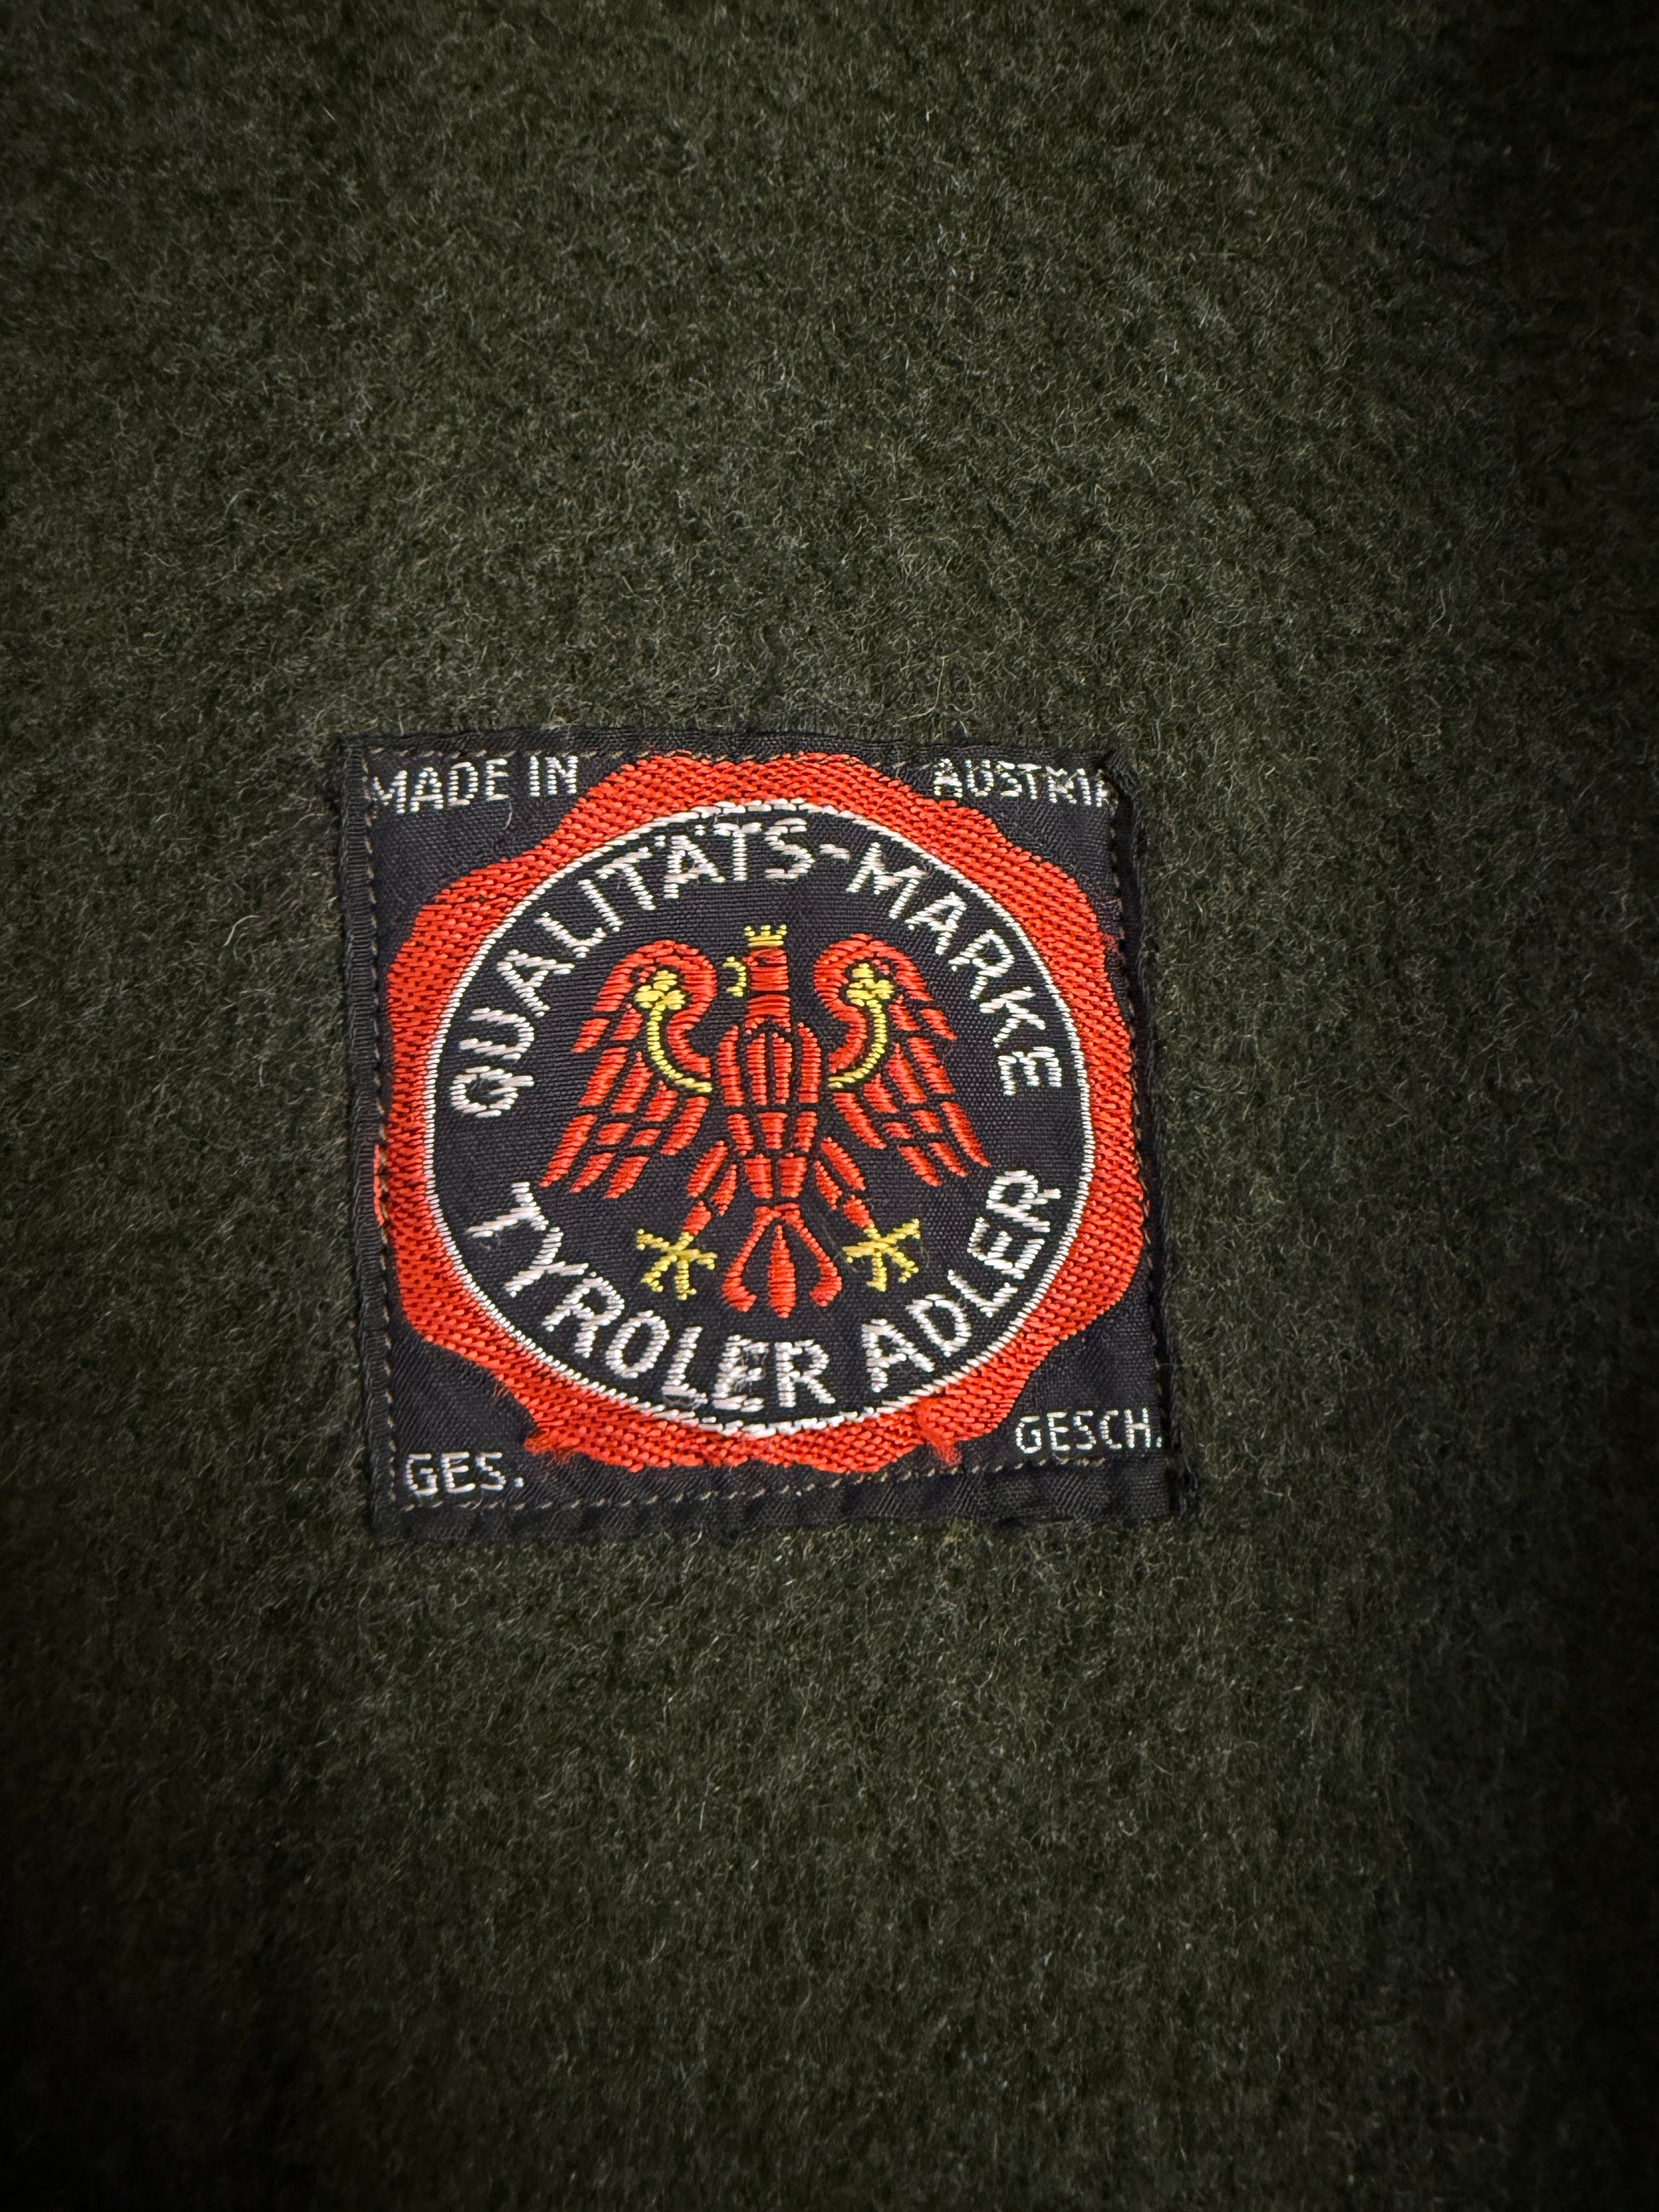 MADE IN AUSTRIA
QUALITÄTS-MARKE
TYROLER ADLER
GES. GESCH.